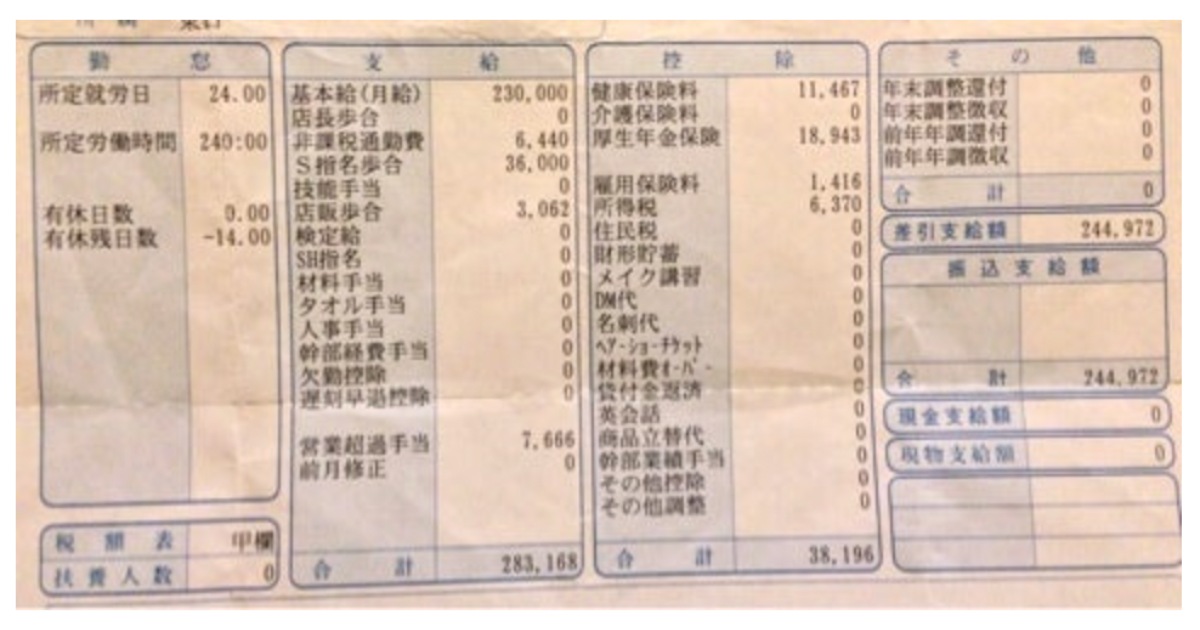 勤 怠
所定就労日 24.00
所定労働時間 240:00
有休日数 0.00
有休残日数 -14.00
税 額 表 甲欄
扶 養 人 数 0
支 給
基本給(月給) 230,000
店長歩合 0
非課税通勤費 6,440
S指名歩合 36,000
技能手当 0
店販歩合 3,062
検定給 0
SH指名 0
材料手当 0
タオル手当 0
人事手当 0
幹部経費手当 0
欠勤控除 0
遅刻早退控除 0
営業超過手当 7,666
前月修正 0
合 計 283,168
控 除
健康保険料 11,467
介護保険料 0
厚生年金保険 18,943
雇用保険料 1,416
所得税 6,370
住民税 0
財形貯蓄 0
メイク講習 0
DM代 0
名刺代 0
ヘアーショーチケット 0
材料費オーバー 0
貸付金返済 0
英会話 0
商品立替代 0
幹部業績手当 0
その他控除 0
その他調整 0
合 計 38,196
そ の 他
年末調整還付 0
年末調整徴収 0
前年年調還付 0
前年年調徴収 0
合 計 0
差引支給額 244,972
振 込 支 給 額
合 計 244,972
現金支給額 0
現物支給額 0